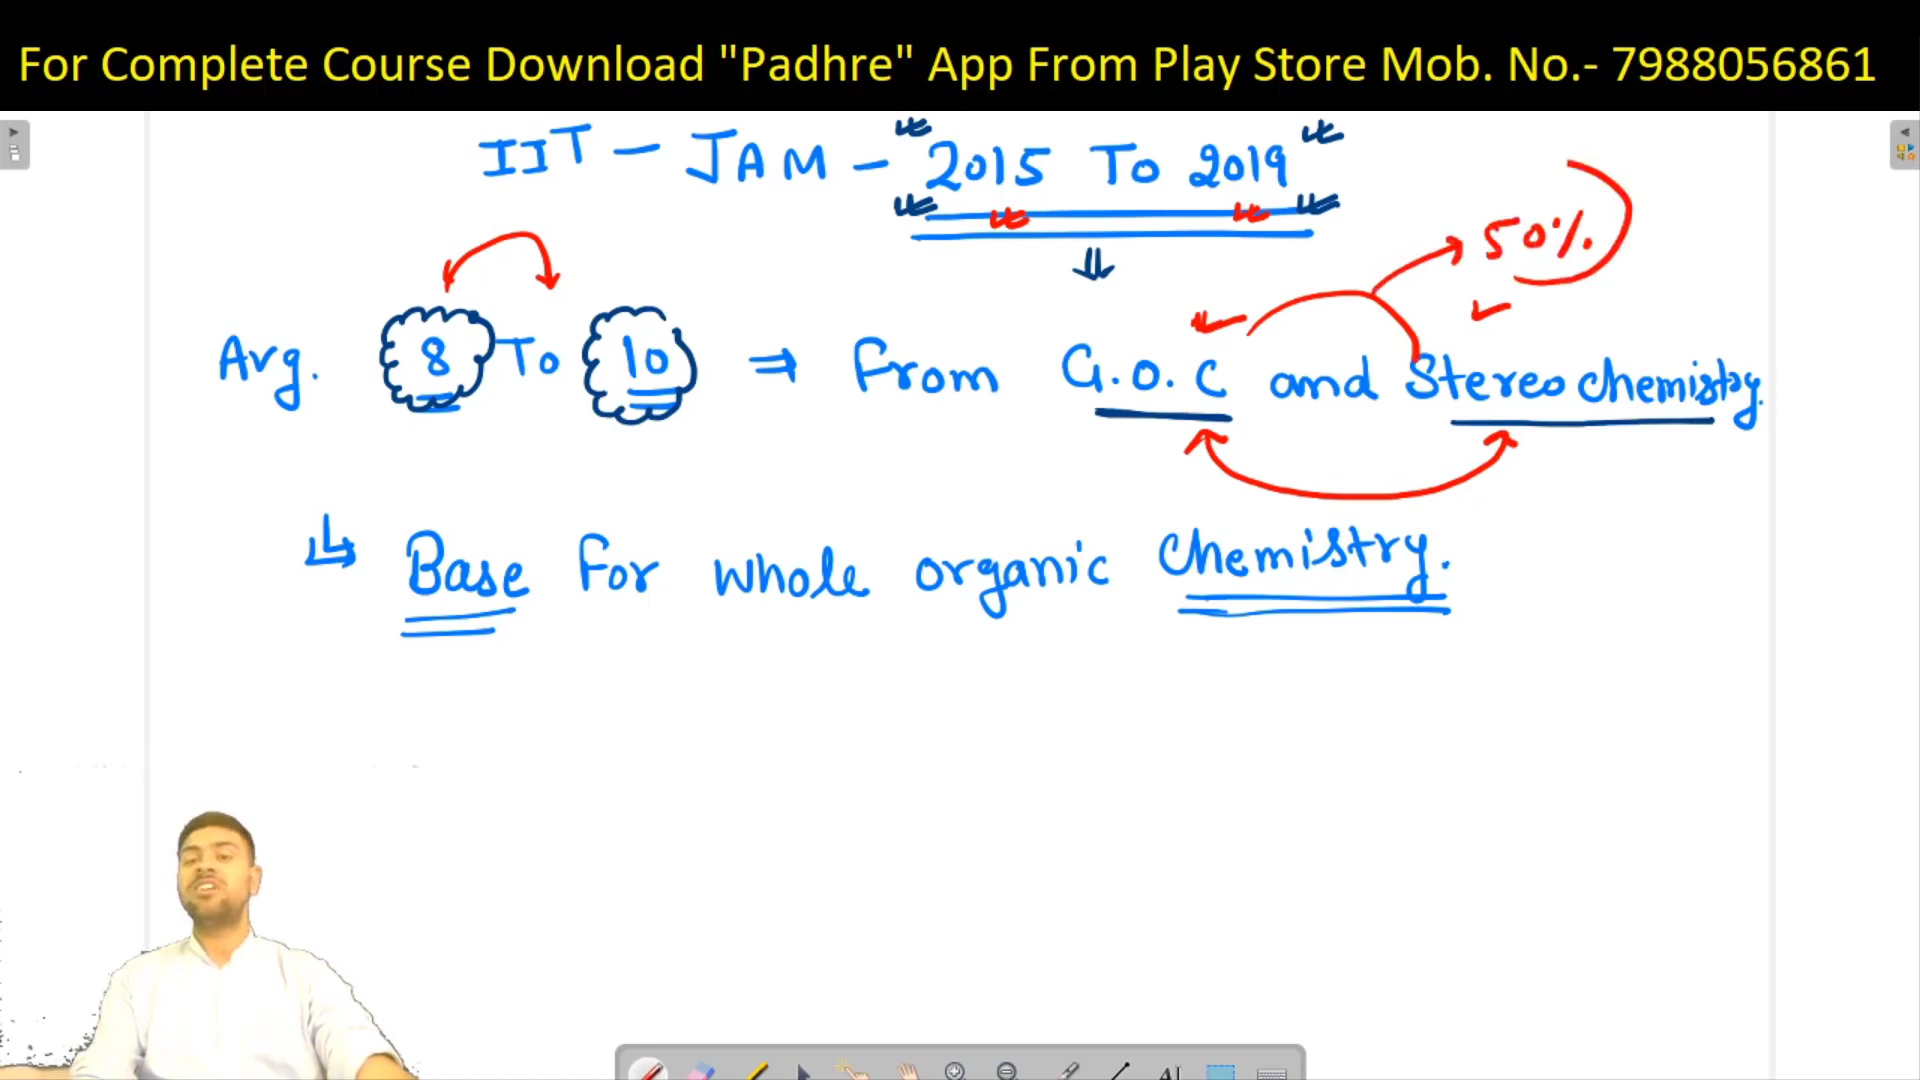 For Complete Course Download "Padhre" App From Play Store Mob. No.- 7988056861
IIT - JAM - 2015 To 2019
50%
Avg. 8 To 10 ⇒ From G.O.C and Stereochemistry.
↳ Base For whole organic chemistry.